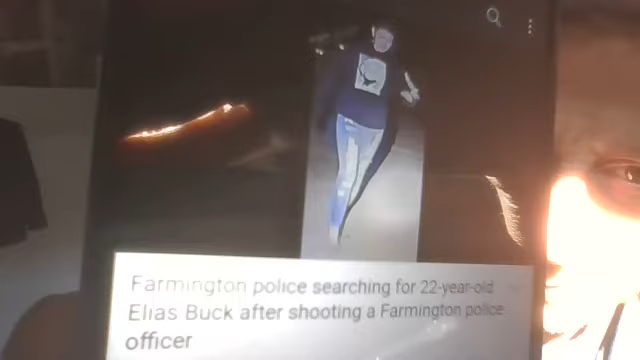 Farmington police searching for 22-year-old
Elias Buck after shooting a Farmington police
officer